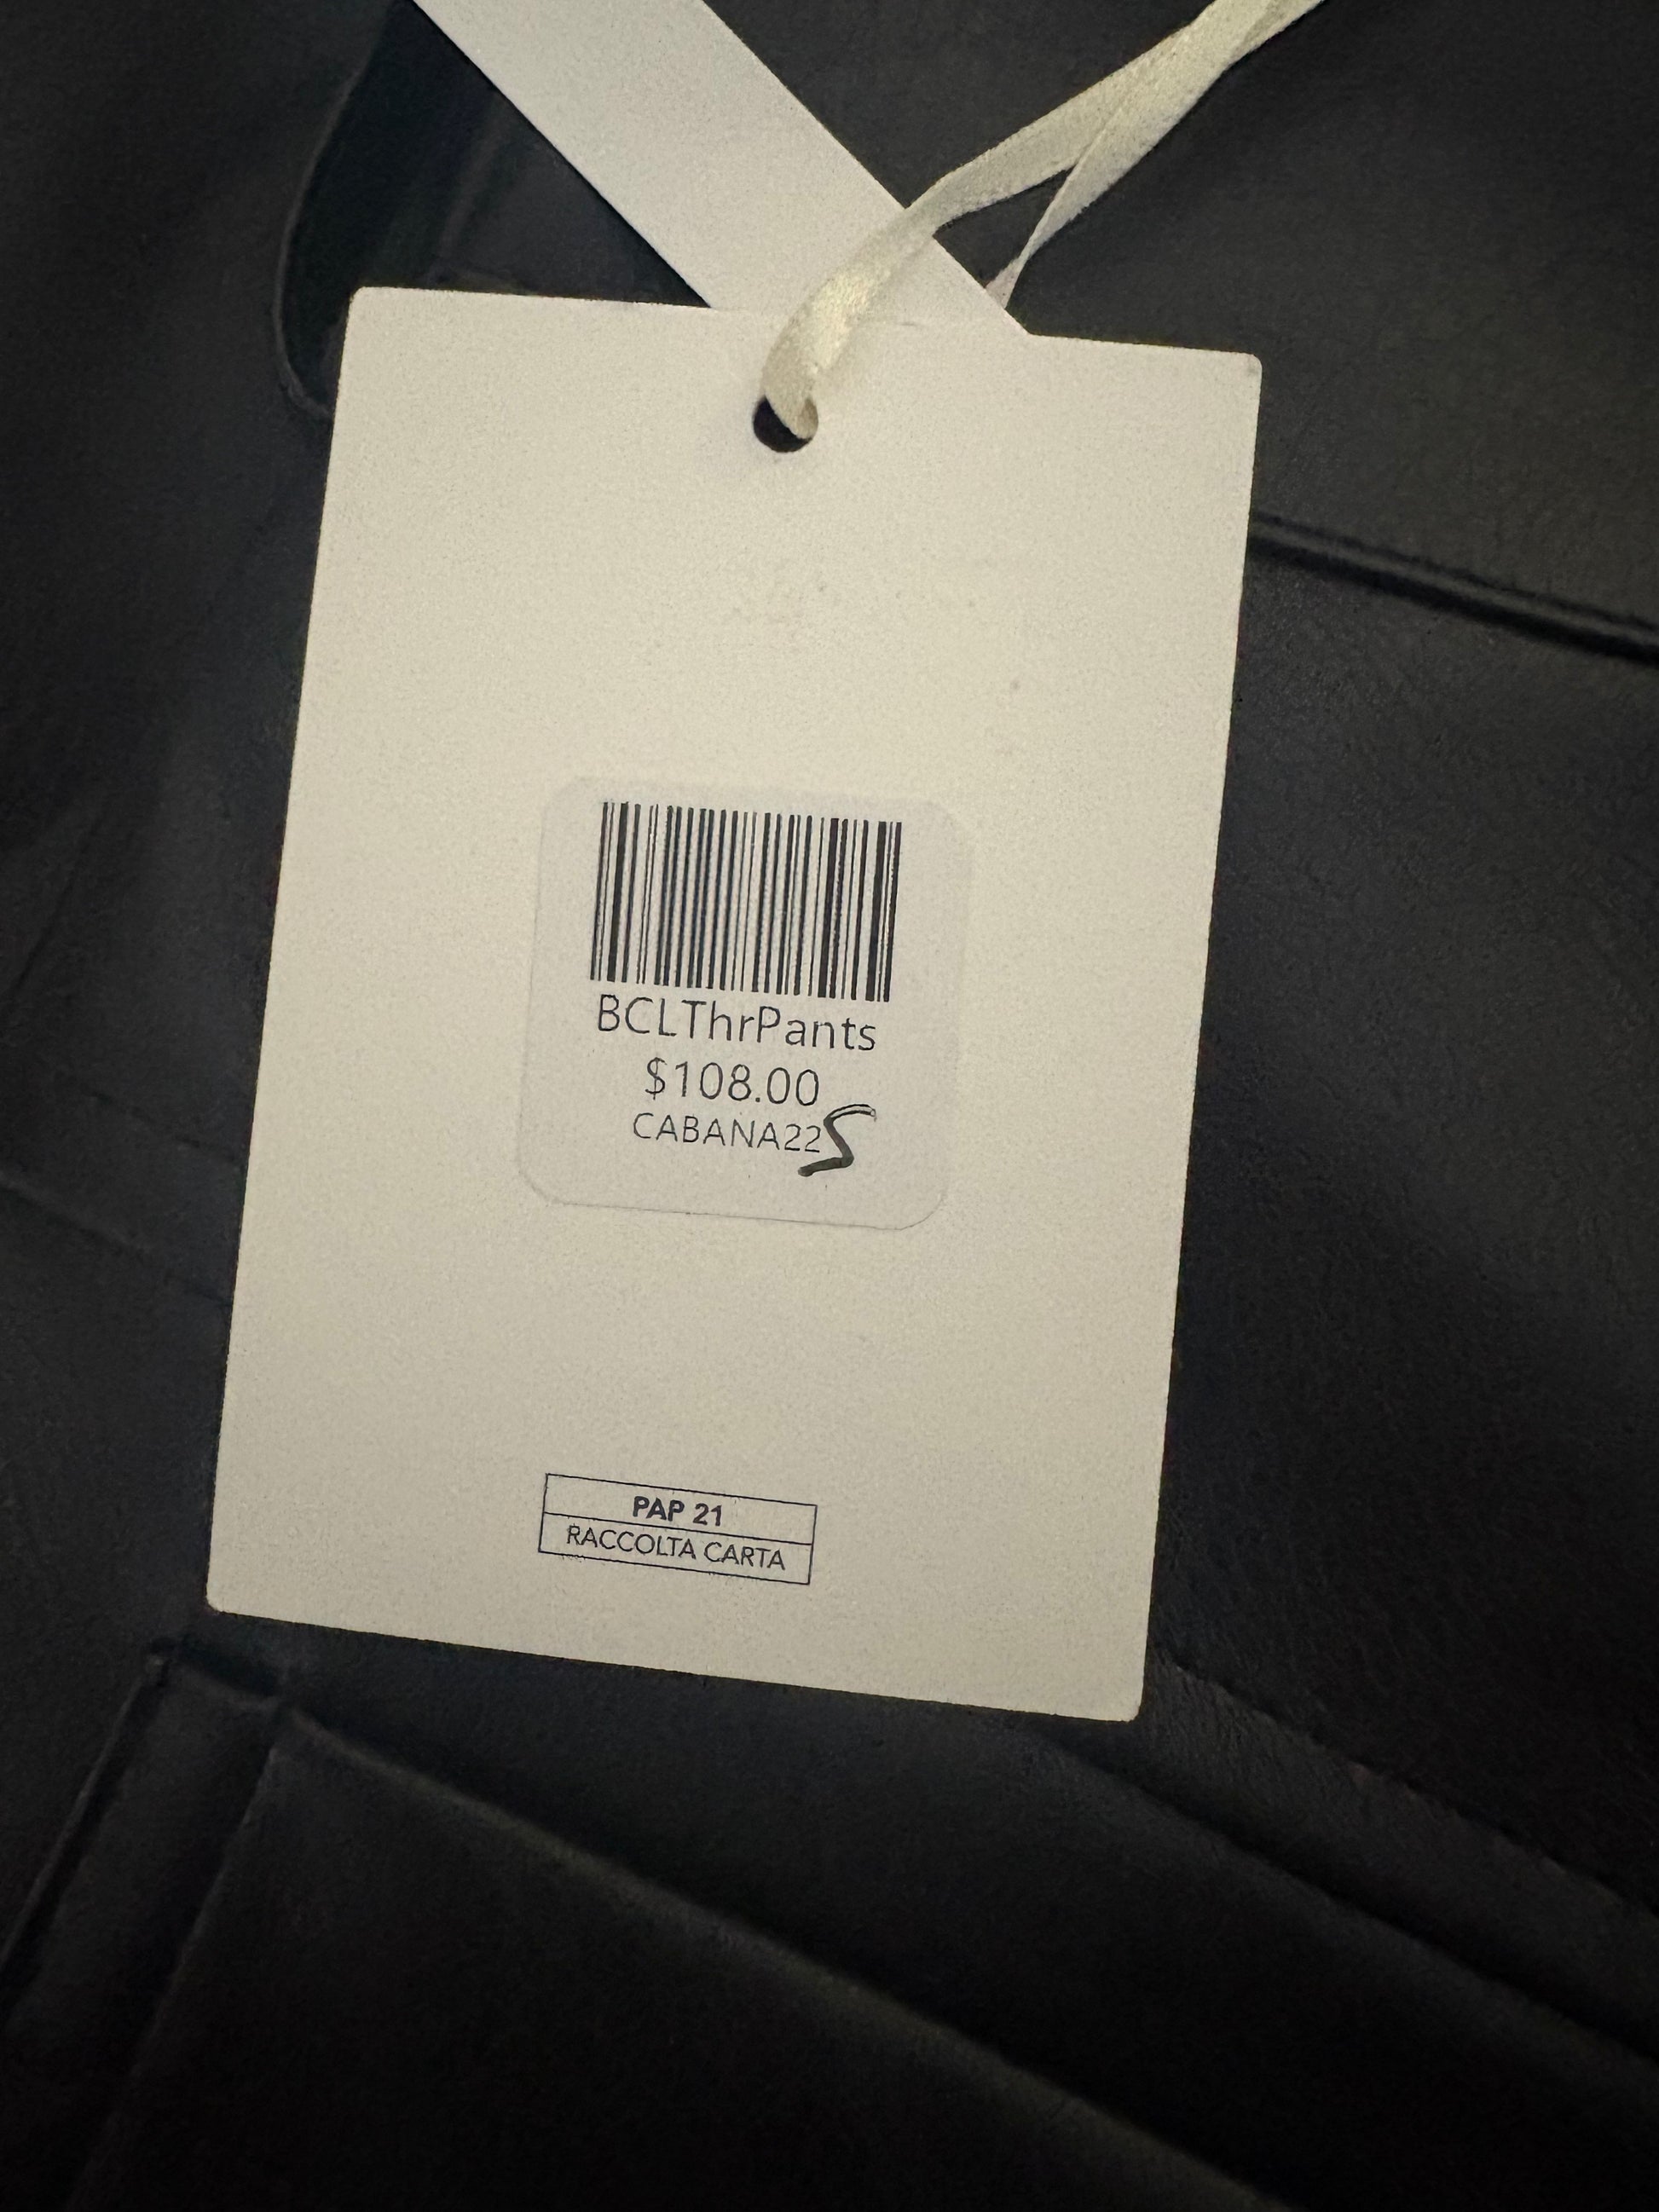 BCLThrPants
$108.00
CABANA22S
PAP 21
RACCOLTA CARTA